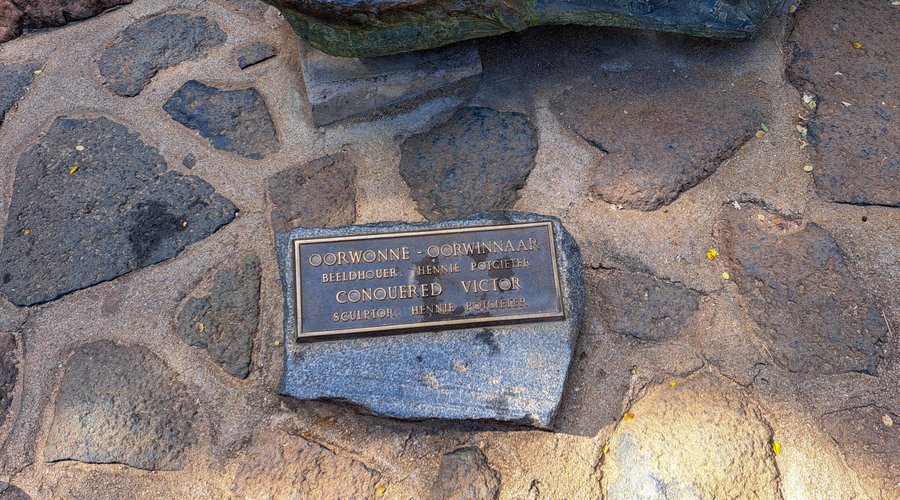 OORWONNE - OORWINNAAR
BEELDHOUER: HENNIE POTGIETER
CONQUERED VICTOR
SCULPTOR: HENNIE POTGIETER